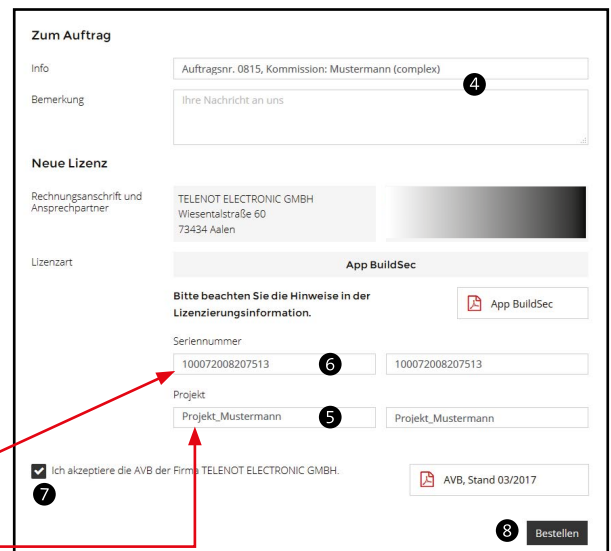 Zum Auftrag
Info
Auftragsnr. 0815, Kommission: Mustermann (complex)
4
Bemerkung
Ihre Nachricht an uns
Neue Lizenz
Rechnungsanschrift und
Ansprechpartner
TELENOT ELECTRONIC GMBH
Wiesentalstraße 60
73434 Aalen
Lizenzart
App BuildSec
Bitte beachten Sie die Hinweise in der
Lizenzierungsinformation.
App BuildSec
Seriennummer
100072008207513 6 100072008207513
Projekt
Projekt_Mustermann 5 Projekt_Mustermann
Ich akzeptiere die AVB der Firma TELENOT ELECTRONIC GMBH.
AVB, Stand 03/2017
7
8 Bestellen